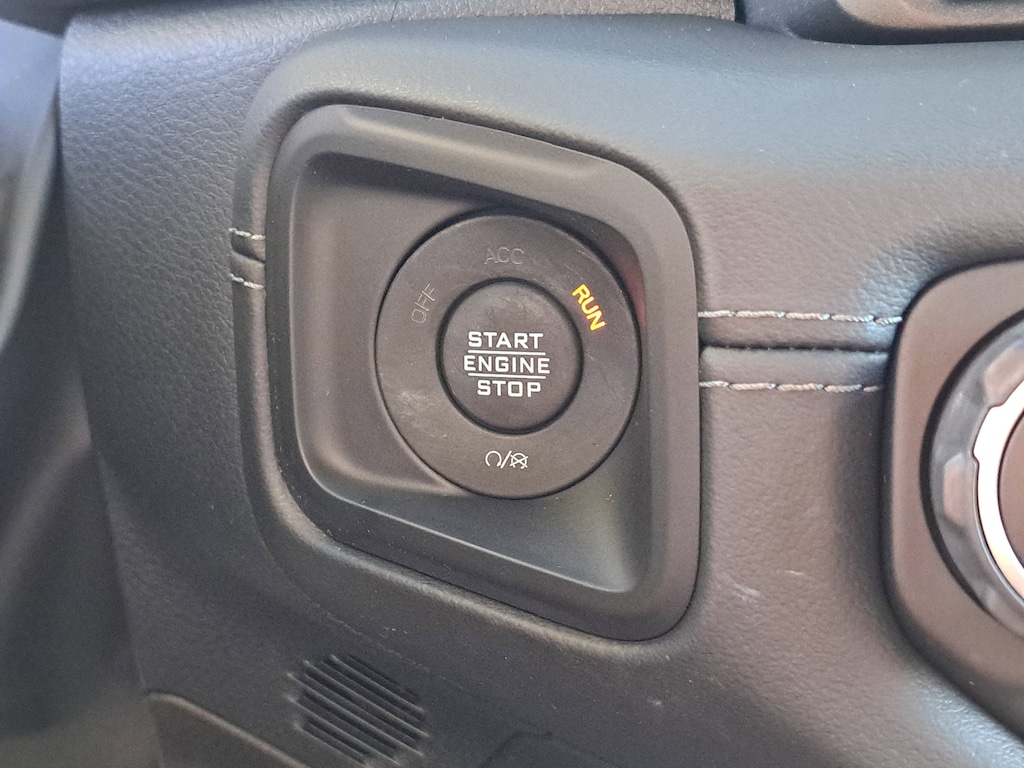 ACC
OFF
RUN
START
ENGINE
STOP